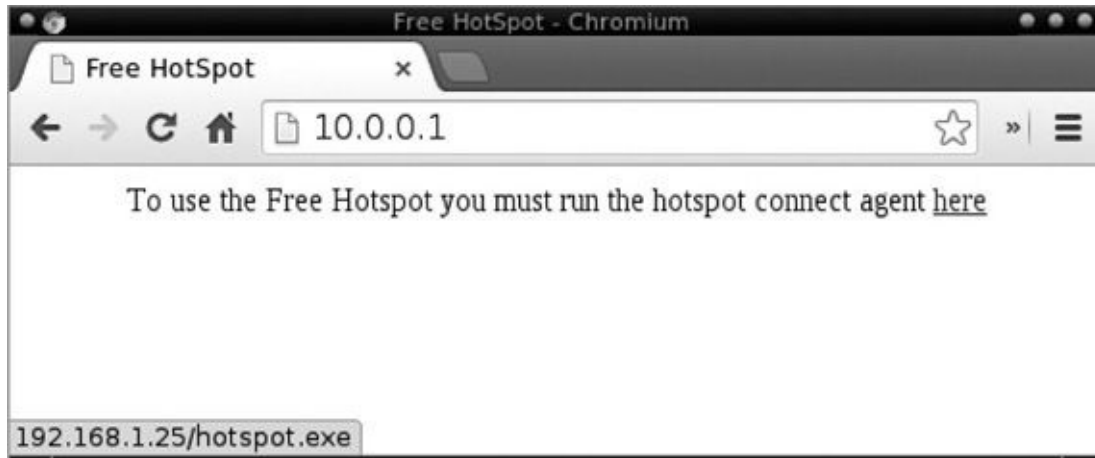 Free HotSpot - Chromium
Free HotSpot
10.0.0.1
To use the Free Hotspot you must run the hotspot connect agent here
192.168.1.25/hotspot.exe